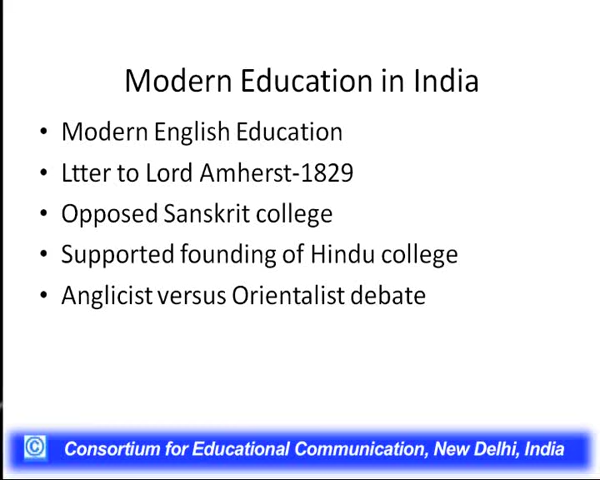 Modern Education in India
• Modern English Education
• Ltter to Lord Amherst-1829
• Opposed Sanskrit college
• Supported founding of Hindu college
• Anglicist versus Orientalist debate
© Consortium for Educational Communication, New Delhi, India